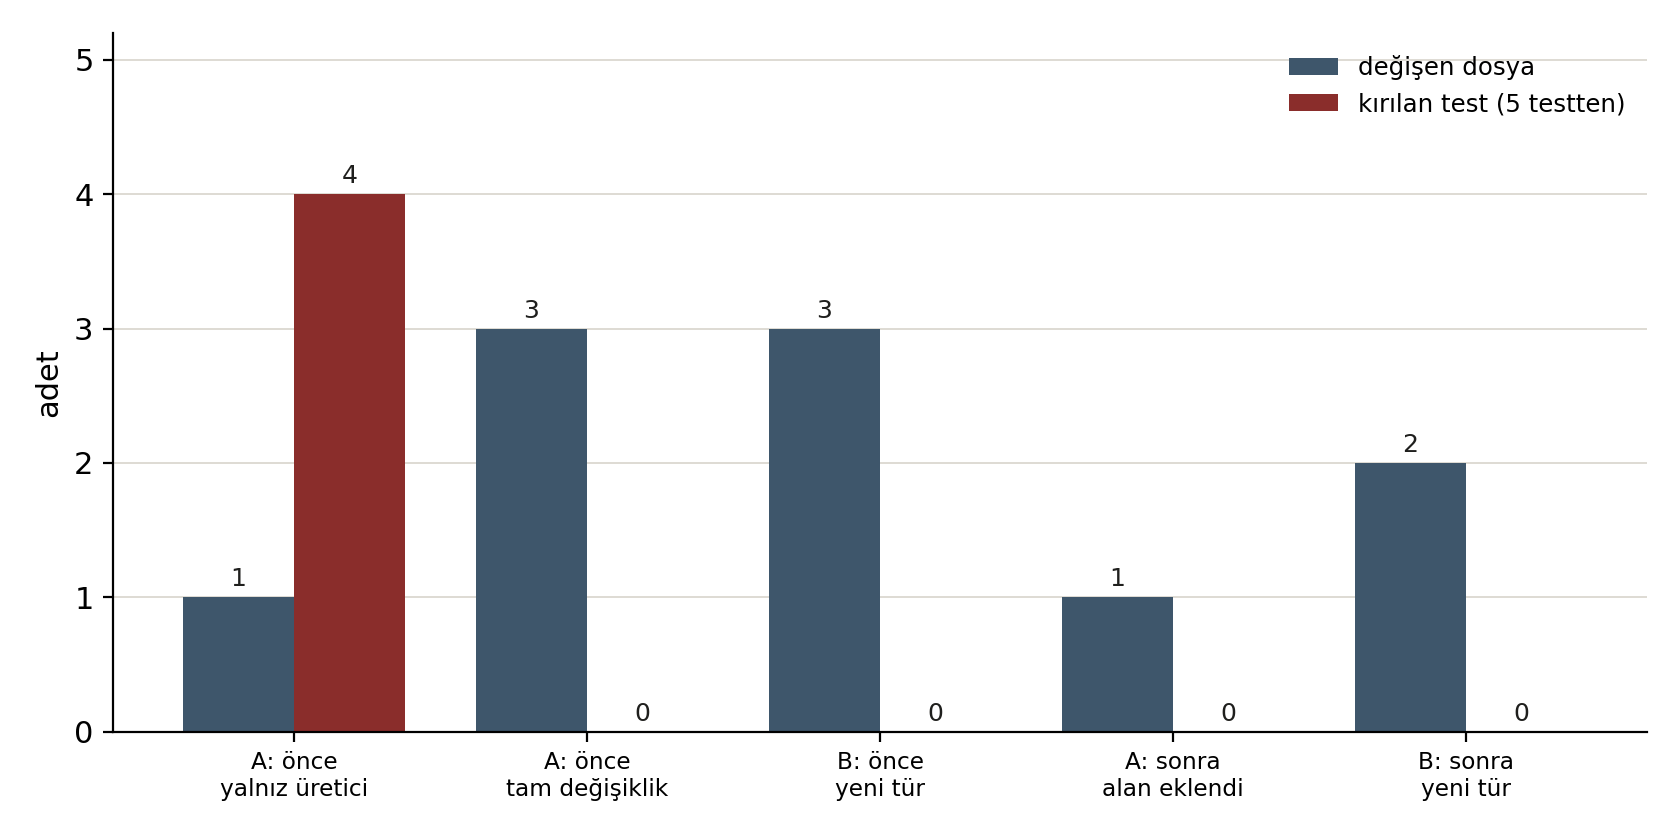 değişen dosya
kırılan test (5 testten)
adet
5
4
3
2
1
0
1
4
3
0
3
0
1
0
2
0
A: önce
yalnız üretici
A: önce
tam değişiklik
B: önce
yeni tür
A: sonra
alan eklendi
B: sonra
yeni tür